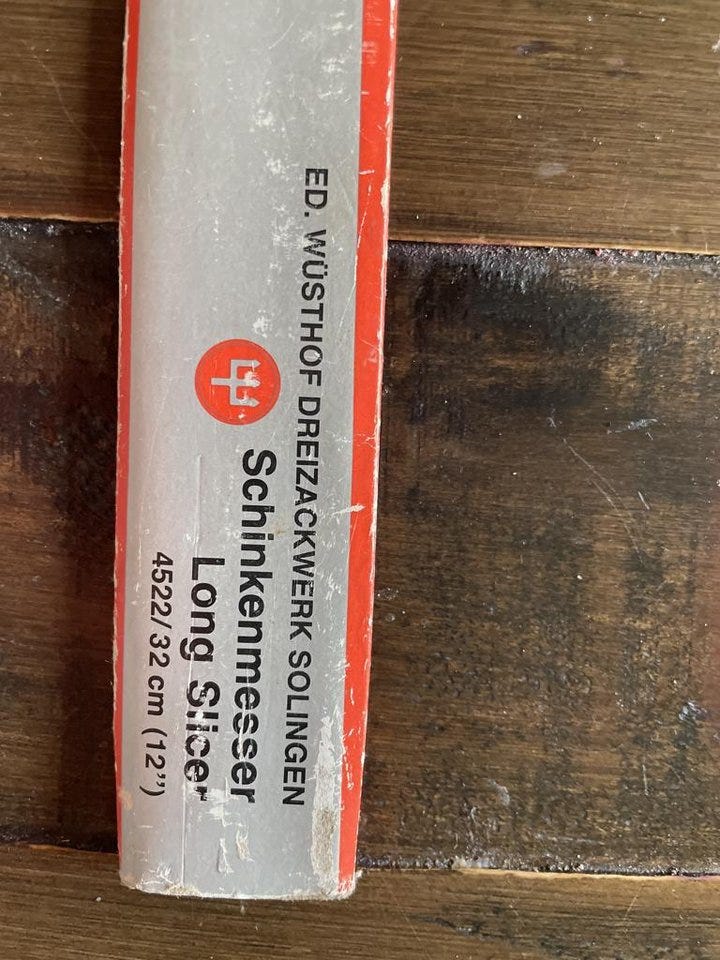 ED. WÜSTHOF DREIZACKWERK SOLINGEN
Schinkenmesser
Long Slicer
4522/32 cm (12”)